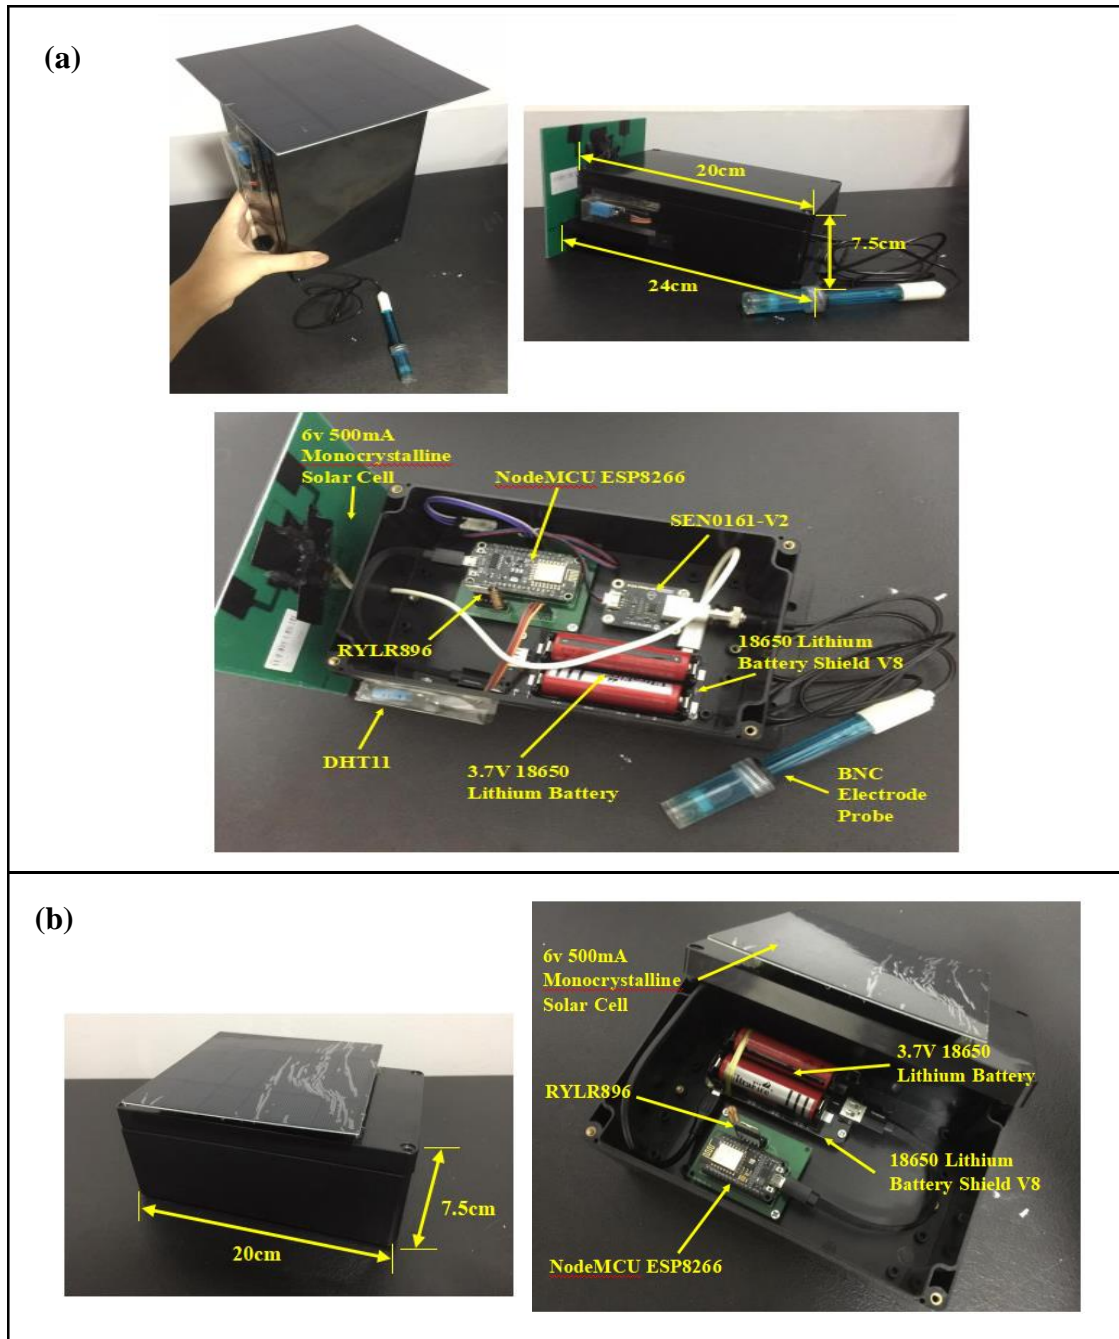 (a)
20cm
7.5cm
24cm
6v 500mA
Monocrystalline
Solar Cell
NodeMCU ESP8266
SEN0161-V2
RYLR896
18650 Lithium
Battery Shield V8
DHT11
3.7V 18650
Lithium Battery
BNC
Electrode
Probe
(b)
7.5cm
20cm
6v 500mA
Monocrystalline
Solar Cell
3.7V 18650
Lithium Battery
RYLR896
18650 Lithium
Battery Shield V8
NodeMCU ESP8266